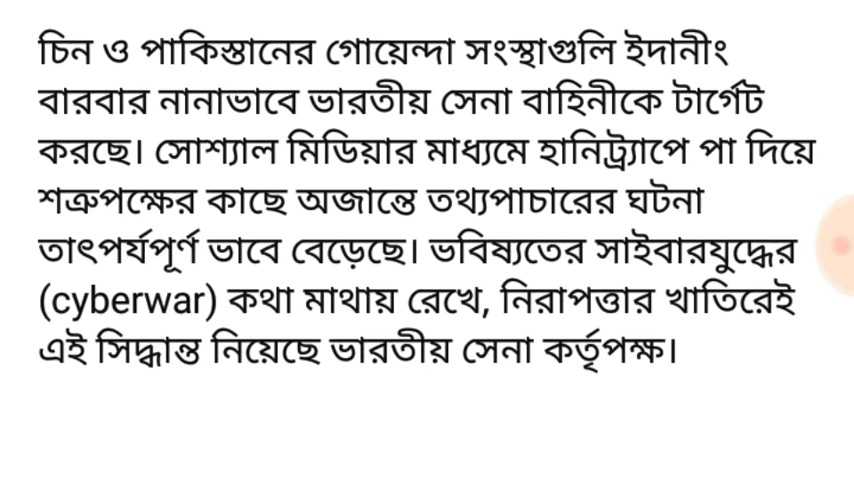 চিন ও পাকিস্তানের গোয়েন্দা সংস্থাগুলি ইদানীং
বারবার নানাভাবে ভারতীয় সেনা বাহিনীকে টার্গেট
করছে। সোশ্যাল মিডিয়ার মাধ্যমে হানিট্র্যাপে পা দিয়ে
শত্রুপক্ষের কাছে অজান্তে তথ্যপাচারের ঘটনা
তাৎপর্যপূর্ণ ভাবে বেড়েছে। ভবিষ্যতের সাইবারযুদ্ধের
(cyberwar) কথা মাথায় রেখে, নিরাপত্তার খাতিরেই
এই সিদ্ধান্ত নিয়েছে ভারতীয় সেনা কর্তৃপক্ষ।